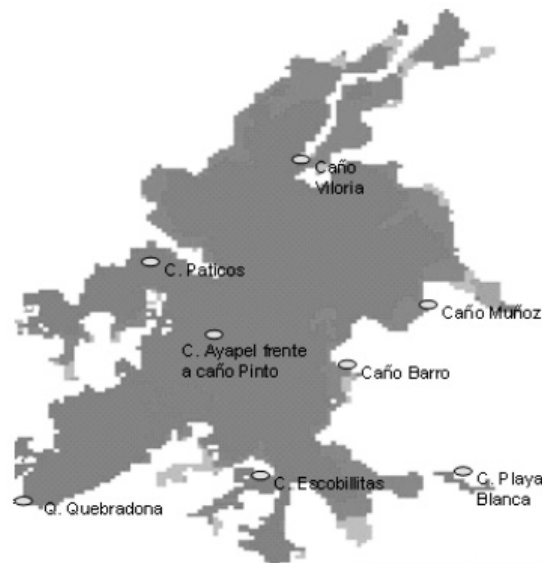 Caño
Viloria
C. Paticos
Caño Muñoz
C. Ayapel frente
a caño Pinto
Caño Barro
C. Escobillitas
C. Playa
Blanca
Q. Quebradona